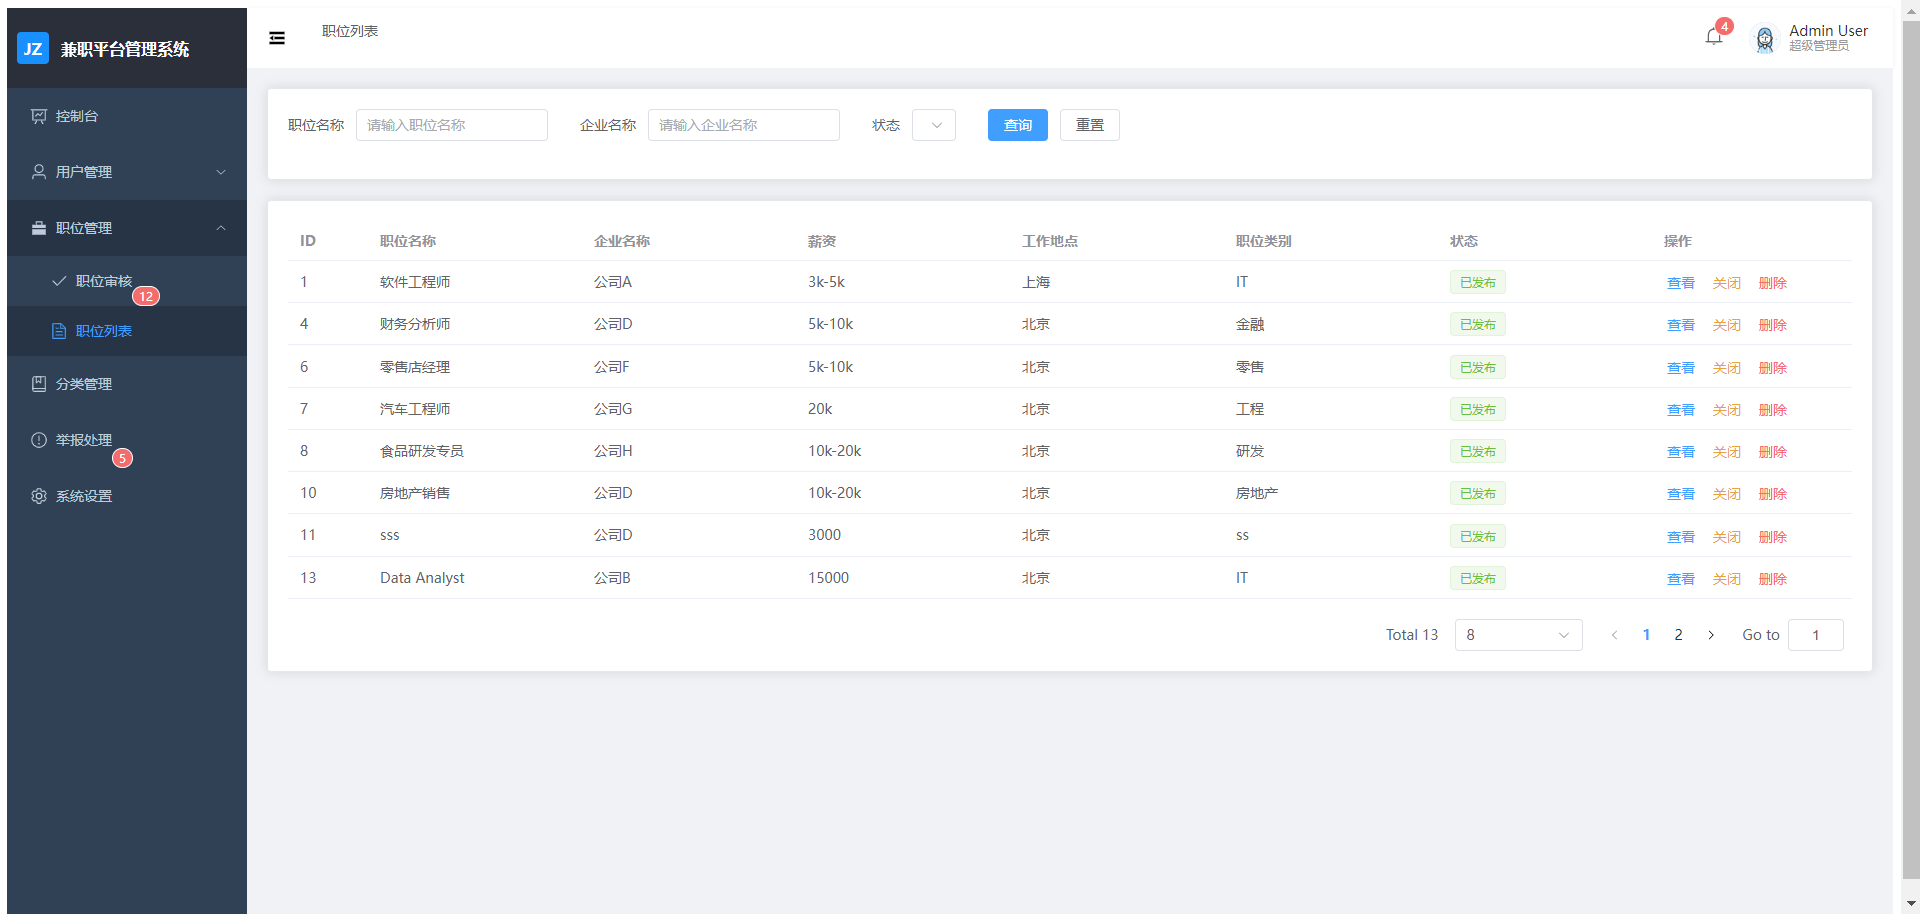 JZ 兼职平台管理系统
控制台
用户管理
职位管理
职位审核
12
职位列表
分类管理
举报处理
5
系统设置
职位列表
4
Admin User
超级管理员
职位名称 请输入职位名称 企业名称 请输入企业名称 状态 查询 重置
ID 职位名称 企业名称 薪资 工作地点 职位类别 状态 操作
1 软件工程师 公司A 3k-5k 上海 IT 已发布 查看 关闭 删除
4 财务分析师 公司D 5k-10k 北京 金融 已发布 查看 关闭 删除
6 零售店经理 公司F 5k-10k 北京 零售 已发布 查看 关闭 删除
7 汽车工程师 公司G 20k 北京 工程 已发布 查看 关闭 删除
8 食品研发专员 公司H 10k-20k 北京 研发 已发布 查看 关闭 删除
10 房地产销售 公司D 10k-20k 北京 房地产 已发布 查看 关闭 删除
11 sss 公司D 3000 北京 ss 已发布 查看 关闭 删除
13 Data Analyst 公司B 15000 北京 IT 已发布 查看 关闭 删除
Total 13 8 1 2 Go to 1